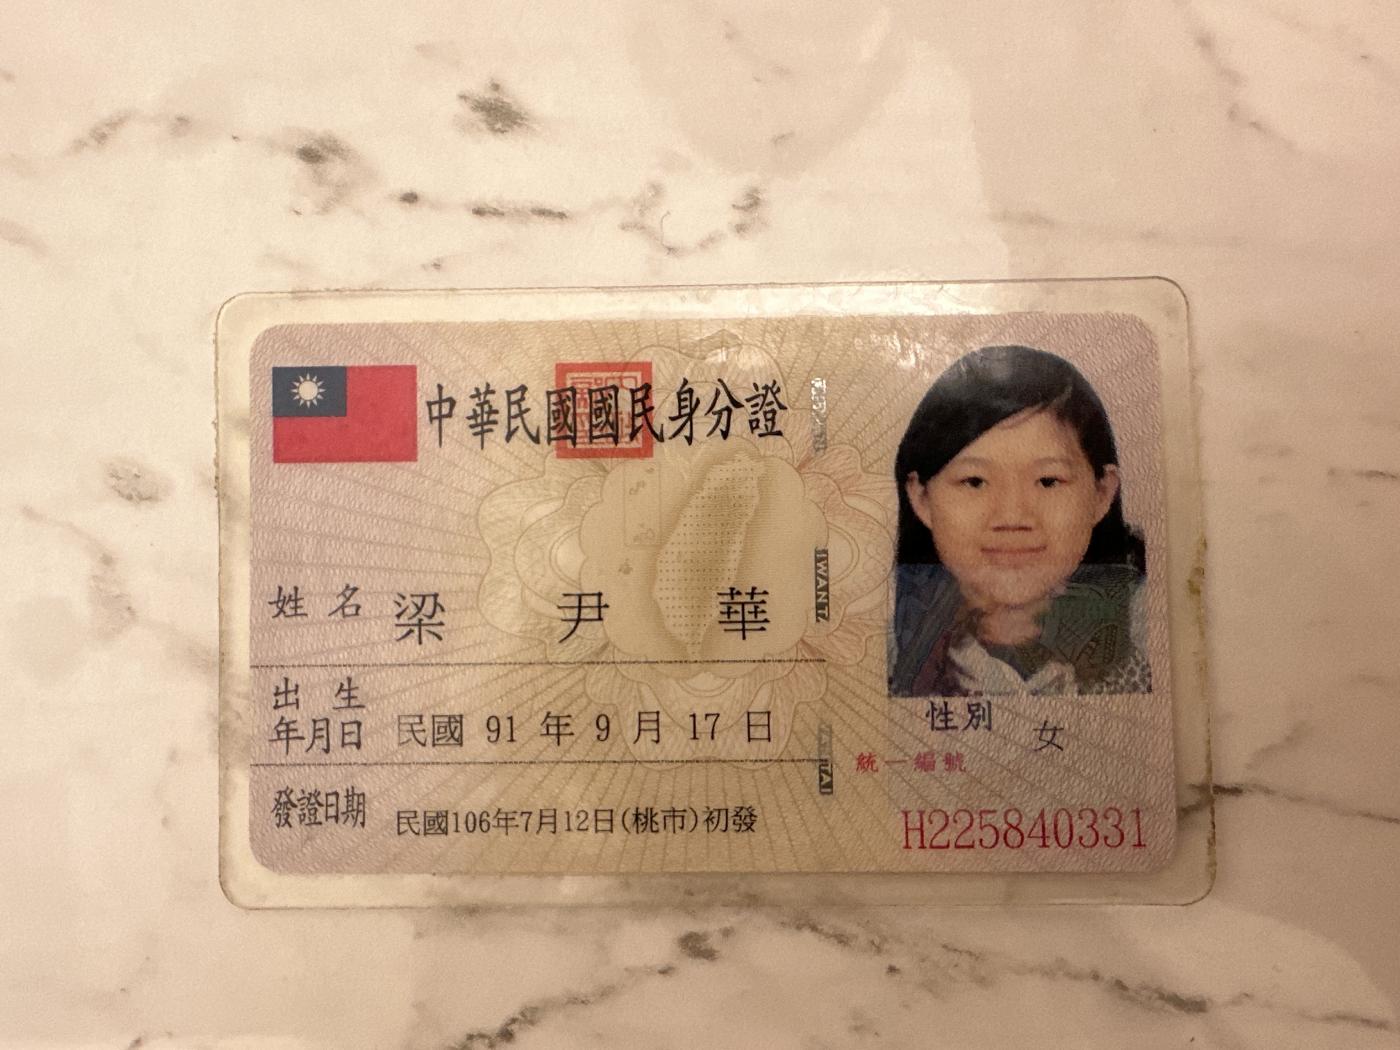 中華民國國民身分證
姓名 梁尹華
出生年月日 民國 91 年 9 月 17 日
發證日期 民國106年7月12日(桃市)初發
性別 女
統一編號
H225840331